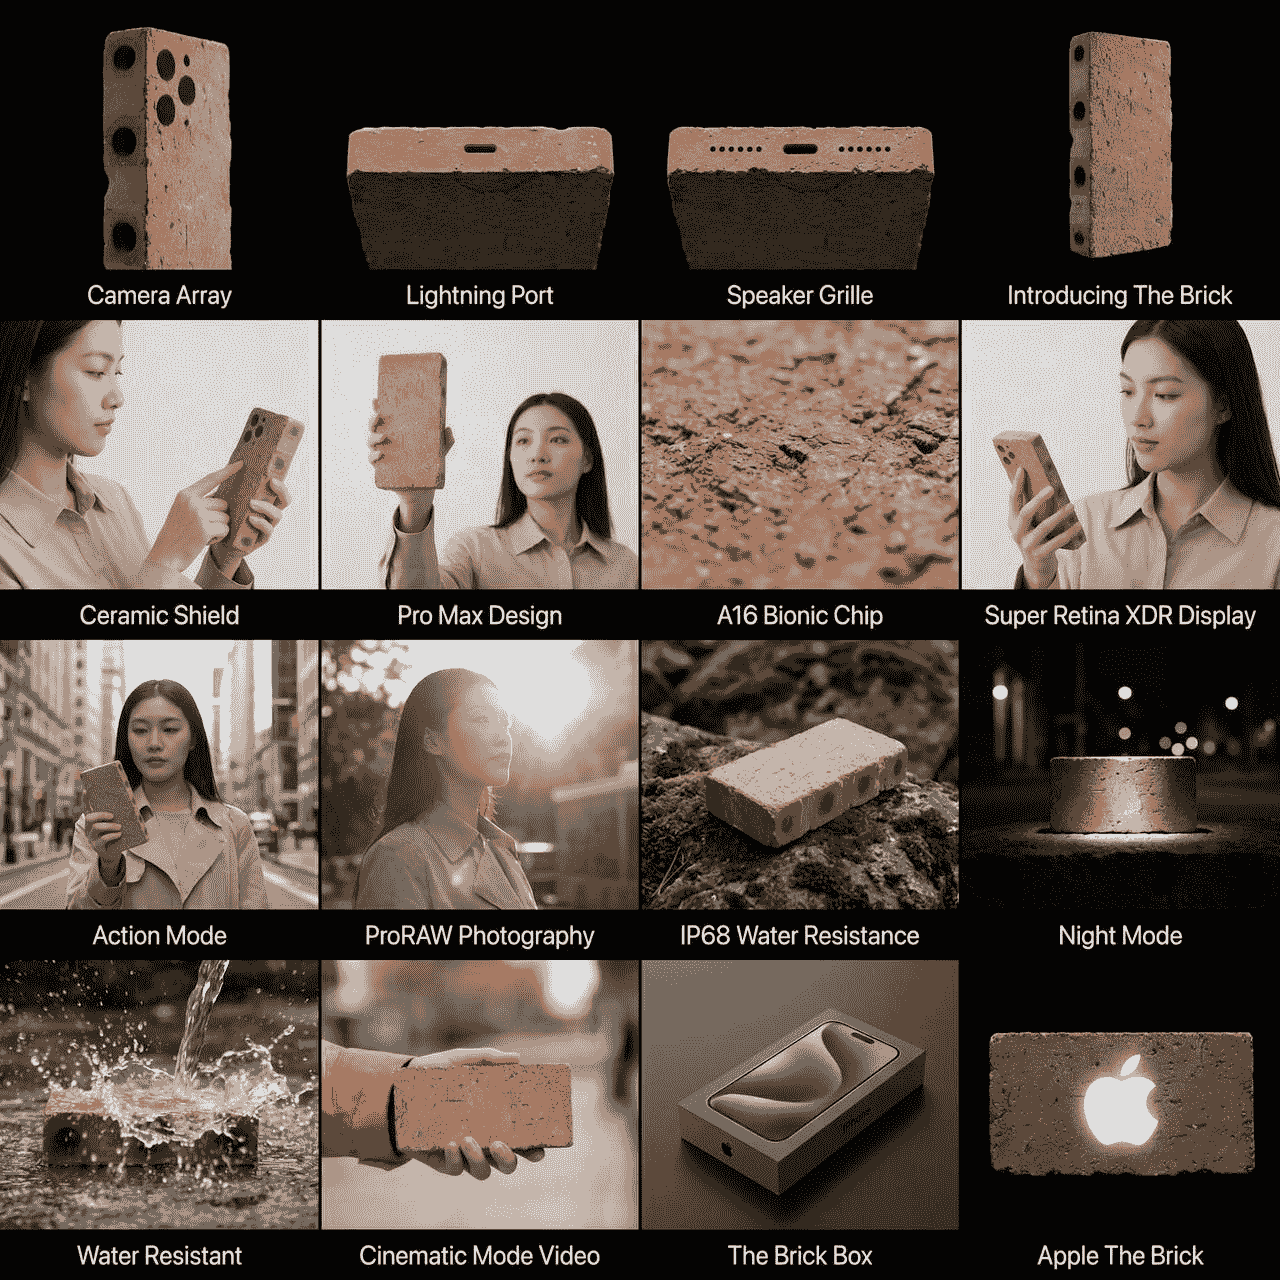 Camera Array
Lightning Port
Speaker Grille
Introducing The Brick
Ceramic Shield
Pro Max Design
A16 Bionic Chip
Super Retina XDR Display
Action Mode
ProRAW Photography
IP68 Water Resistance
Night Mode
Water Resistant
Cinematic Mode Video
The Brick Box
Apple The Brick